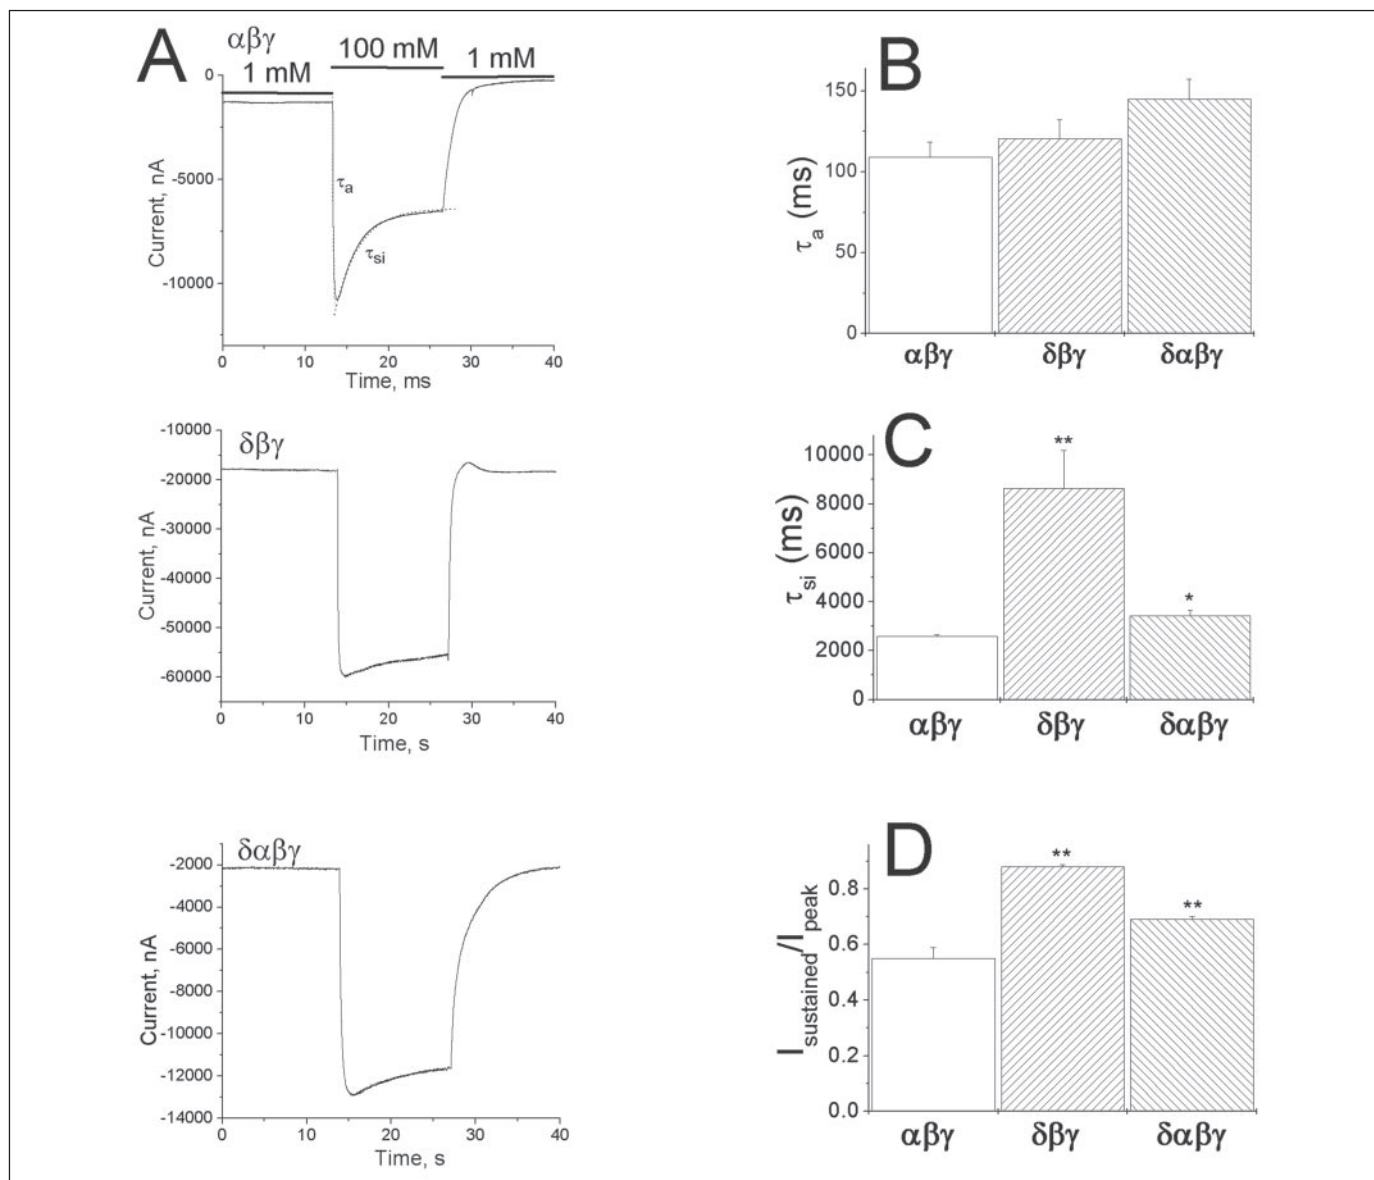 A
αβγ
1 mM
100 mM
1 mM
0
-5000
-10000
Current, nA
τa
τsi
0 20 40
Time, ms
δβγ
-10000
-20000
-30000
-40000
-50000
-60000
Current, nA
0 10 20 30 40
Time, s
δαβγ
-2000
-4000
-6000
-8000
-10000
-12000
-14000
Current, nA
0 10 20 30 40
Time, s
B
150
100
50
0
τa (ms)
αβγ δβγ δαβγ
C
10000
8000
6000
4000
2000
0
τsi (ms)
**
*
αβγ δβγ δαβγ
D
0.8
0.6
0.4
0.2
0.0
Isustained/Ipeak
**
**
αβγ δβγ δαβγ